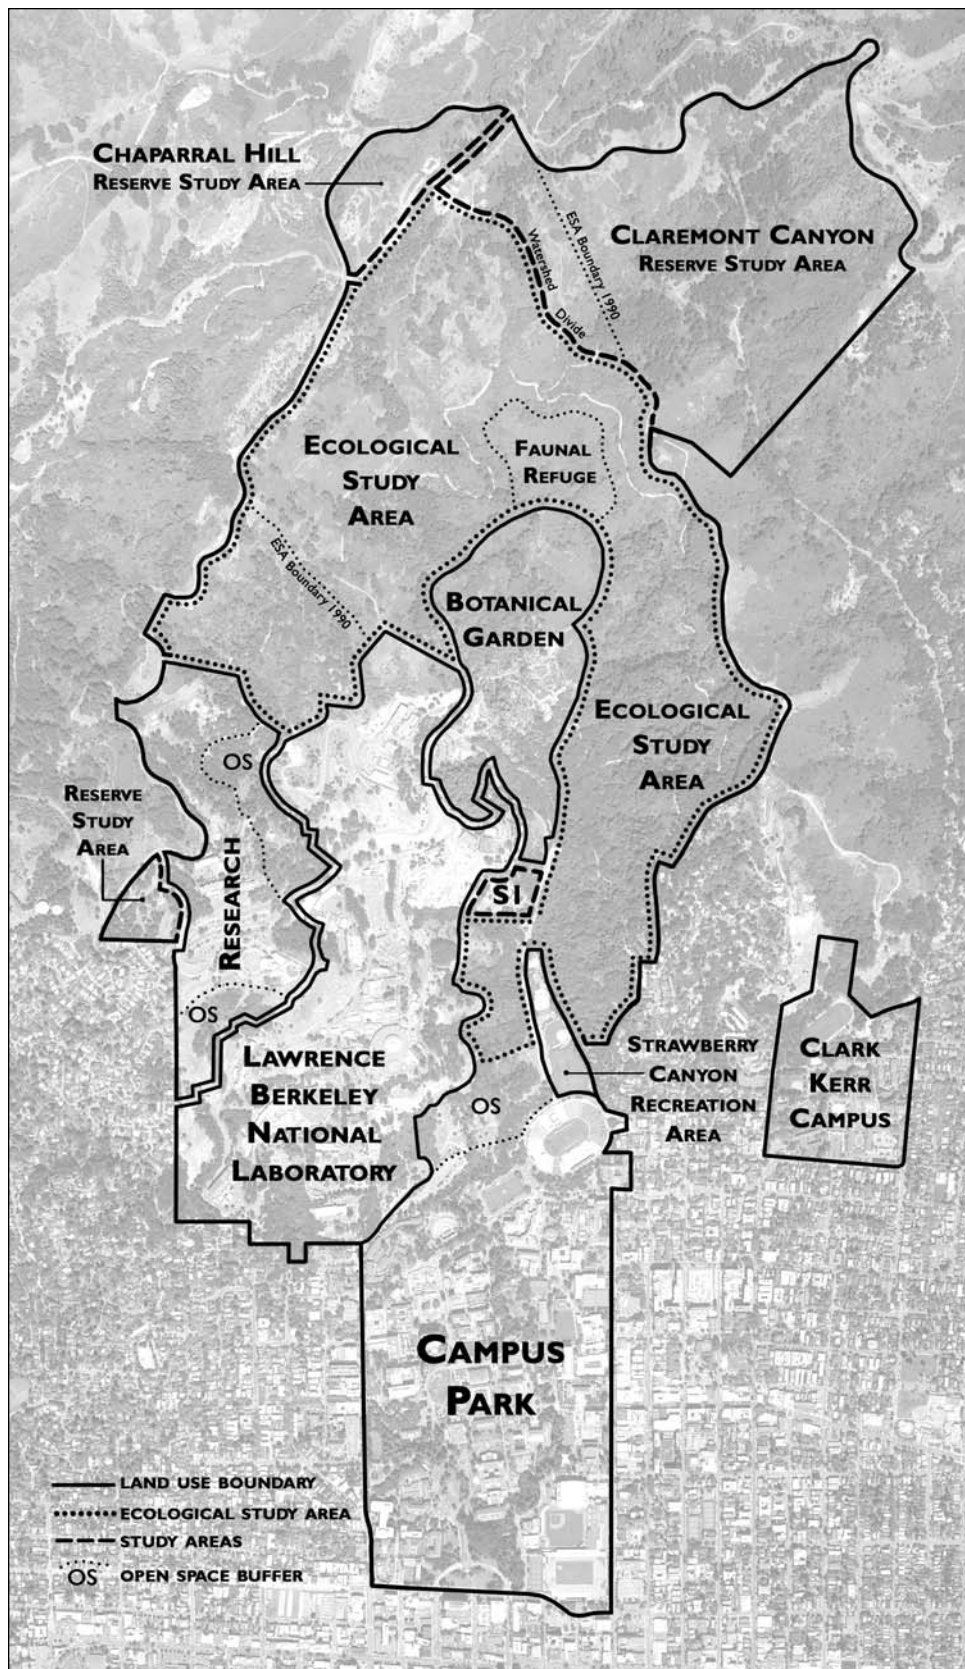 CHAPARRAL HILL
RESERVE STUDY AREA
CLAREMONT CANYON
RESERVE STUDY AREA
ESA Boundary 1990
Watershed
Divide
ECOLOGICAL
STUDY
AREA
FAUNAL
REFUGE
ESA Boundary 1990
BOTANICAL
GARDEN
ECOLOGICAL
STUDY
AREA
OS
RESERVE
STUDY
AREA
RESEARCH
SI
OS
LAWRENCE
BERKELEY
NATIONAL
LABORATORY
OS
STRAWBERRY
CANYON
RECREATION
AREA
CLARK
KERR
CAMPUS
CAMPUS
PARK
LAND USE BOUNDARY
ECOLOGICAL STUDY AREA
STUDY AREAS
OS OPEN SPACE BUFFER